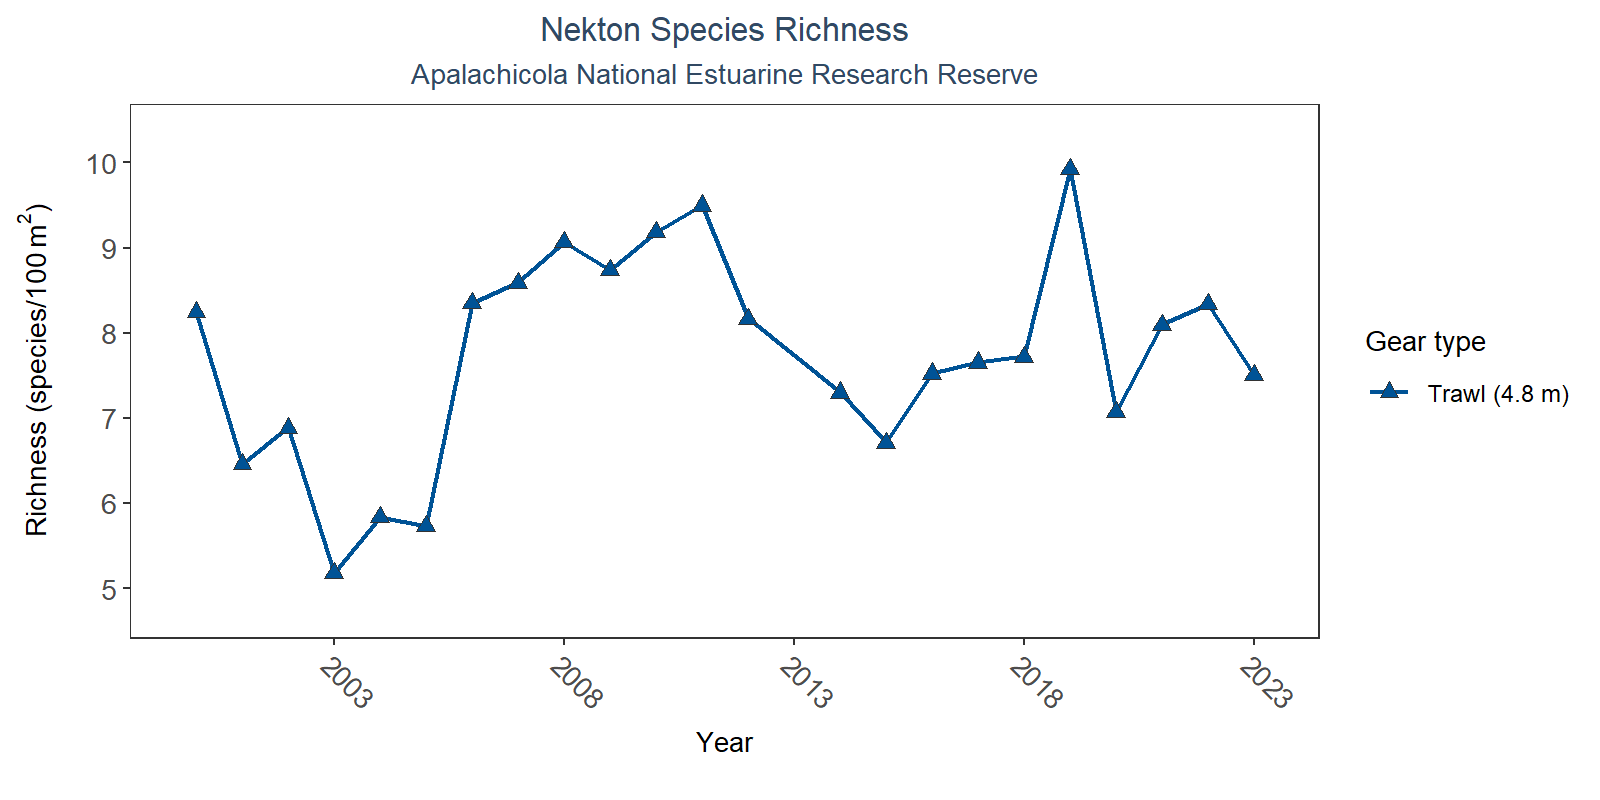 Nekton Species Richness
Apalachicola National Estuarine Research Reserve
Richness (species/100 m²)
10
9
8
7
6
5
2003
2008
2013
2018
2023
Year
Gear type
Trawl (4.8 m)